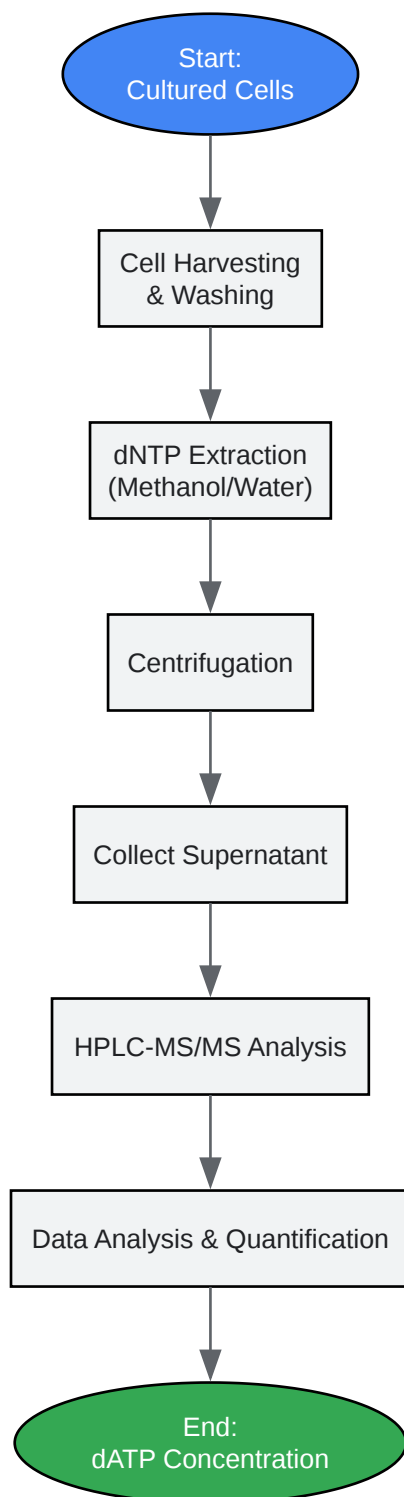 Start:
Cultured Cells
Cell Harvesting
& Washing
dNTP Extraction
(Methanol/Water)
Centrifugation
Collect Supernatant
HPLC-MS/MS Analysis
Data Analysis & Quantification
End:
dATP Concentration